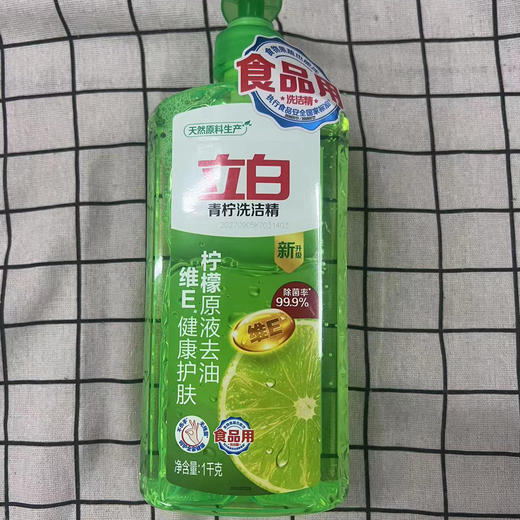 食品用
洗洁精
天然原料生产
立白
青柠洗洁精
新升级
柠檬原液去油
维E健康护肤
除菌率
99.9%
维E
食品用
净含量:1千克